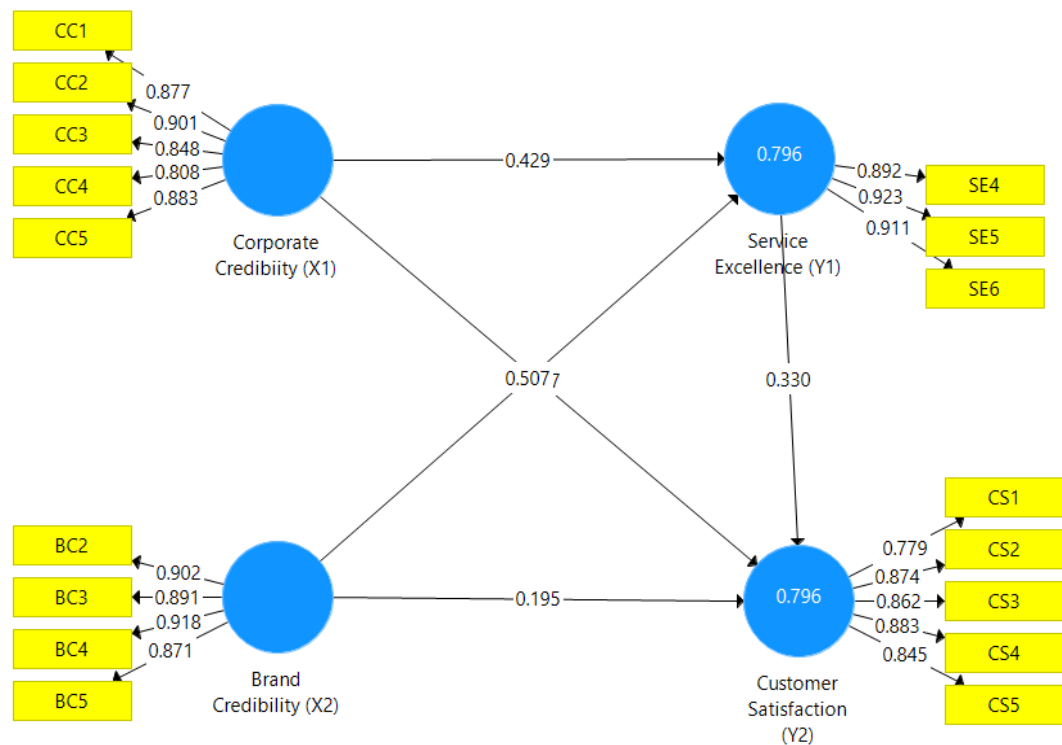 CC1
CC2
CC3
CC4
CC5
0.877
0.901
0.848
0.808
0.883
Corporate
Credibiity (X1)
0.429
0.796
Service
Excellence (Y1)
0.892
0.923
0.911
SE4
SE5
SE6
0.507
0.330
BC2
BC3
BC4
BC5
0.902
0.891
0.918
0.871
Brand
Credibility (X2)
0.195
0.796
Customer
Satisfaction
(Y2)
0.779
0.874
0.862
0.883
0.845
CS1
CS2
CS3
CS4
CS5